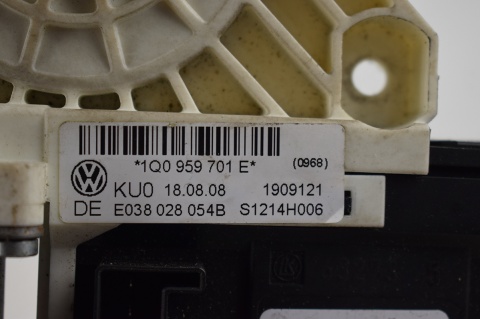 *1Q0 959 701 E* (0968)
KU0 18.08.08 1909121
DE E038 028 054B S1214H006